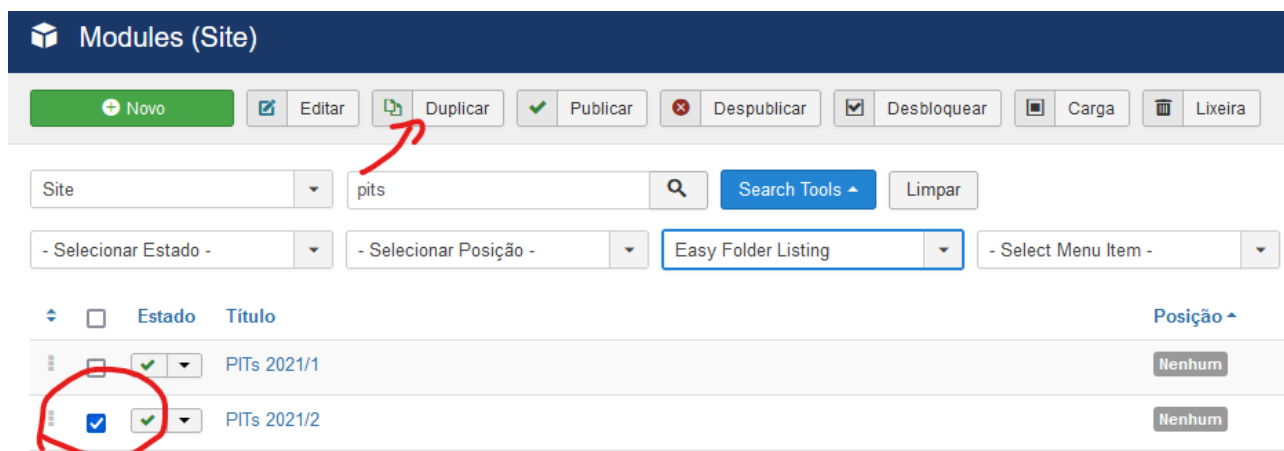 Modules (Site)
Novo Editar Duplicar Publicar Despublicar Desbloquear Carga Lixeira
Site pits Search Tools Limpar
- Selecionar Estado - - Selecionar Posição - Easy Folder Listing - Select Menu Item -
Estado Título Posição
PITs 2021/1 Nenhum
PITs 2021/2 Nenhum